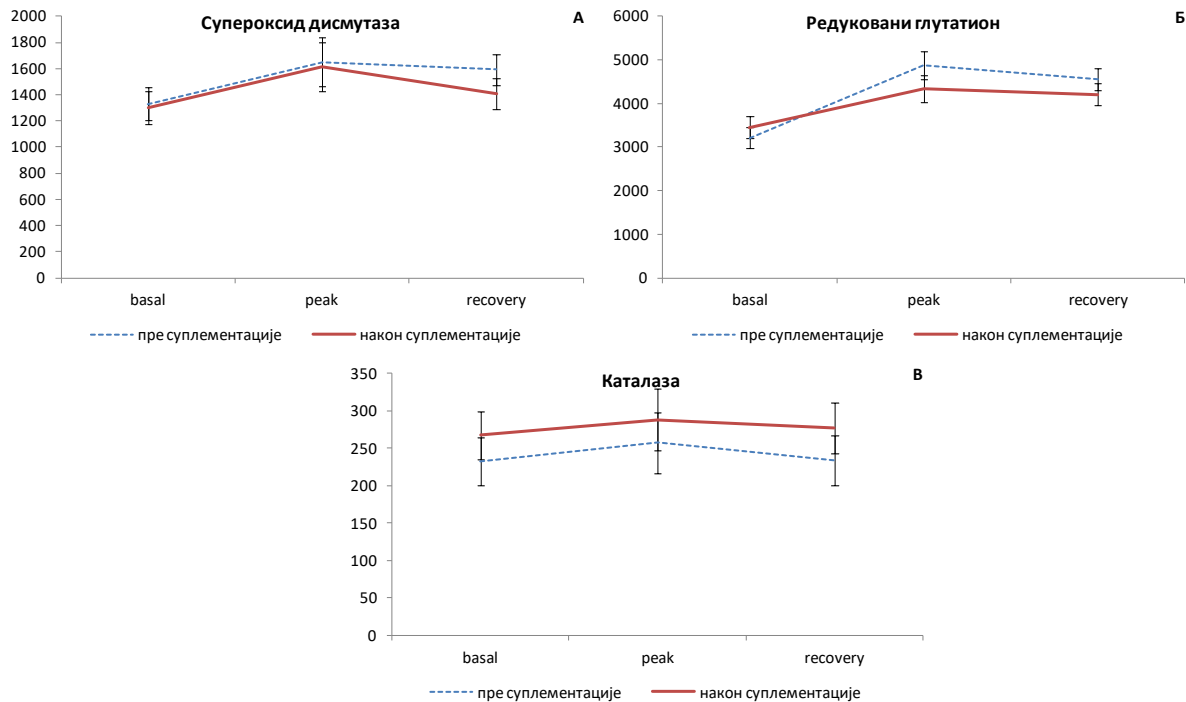 Супероксид дисмутаза
А
2000
1800
1600
1400
1200
1000
800
600
400
200
0
basal peak recovery
пре суплементације након суплементације
Редуковани глутатион
Б
6000
5000
4000
3000
2000
1000
0
basal peak recovery
пре суплементације након суплементације
Каталаза
В
350
300
250
200
150
100
50
0
basal peak recovery
пре суплементације након суплементације